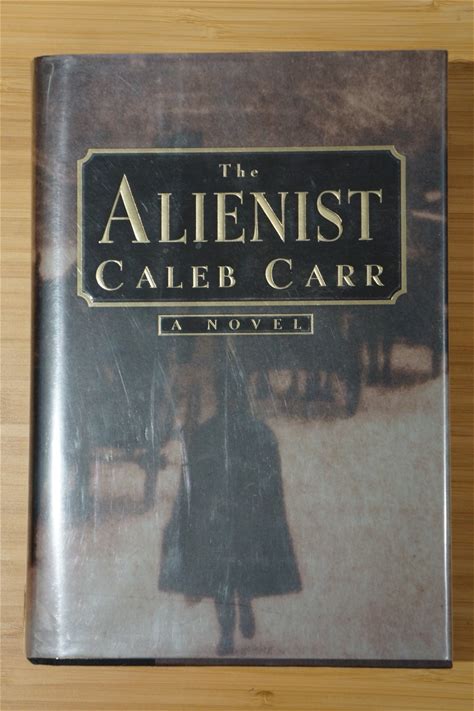 The
ALIENIST
CALEB CARR
A NOVEL